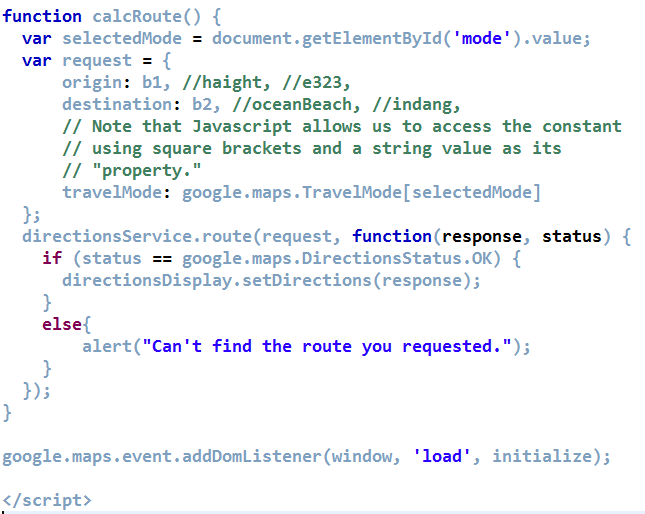 function calcRoute() {
  var selectedMode = document.getElementById('mode').value;
  var request = {
      origin: b1, //haight, //e323,
      destination: b2, //oceanBeach, //indang,
      // Note that Javascript allows us to access the constant
      // using square brackets and a string value as its
      // "property."
      travelMode: google.maps.TravelMode[selectedMode]
  };
  directionsService.route(request, function(response, status) {
    if (status == google.maps.DirectionsStatus.OK) {
      directionsDisplay.setDirections(response);
    }
    else{
        alert("Can't find the route you requested.");
    }
  });
}

google.maps.event.addDomListener(window, 'load', initialize);

</script>